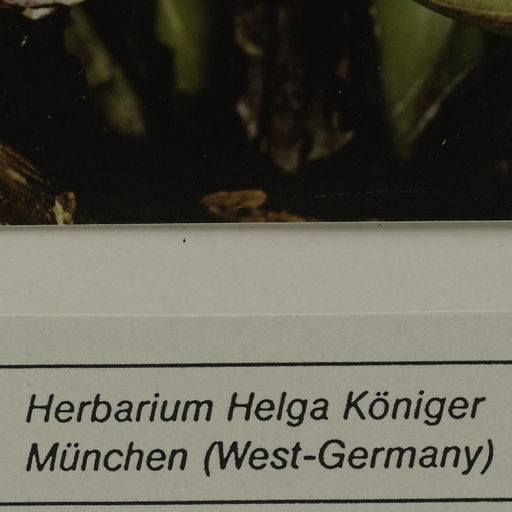 Herbarium Helga Königer
München (West-Germany)